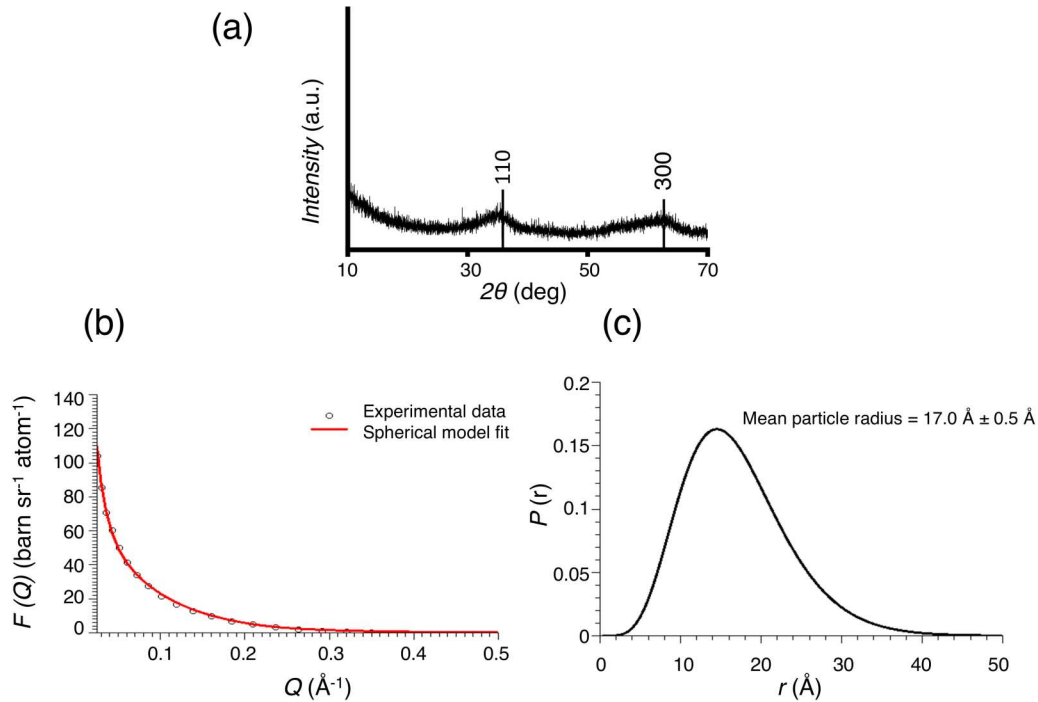 (a)
Intensity (a.u.)
110
300
10
30
50
70
2θ (deg)
(b)
F (Q) (barn sr⁻¹ atom⁻¹)
140
120
100
80
60
40
20
0
Experimental data
Spherical model fit
0.1
0.2
0.3
0.4
0.5
Q (Å⁻¹)
(c)
P (r)
0.2
0.15
0.1
0.05
0
Mean particle radius = 17.0 Å ± 0.5 Å
0
10
20
30
40
50
r (Å)